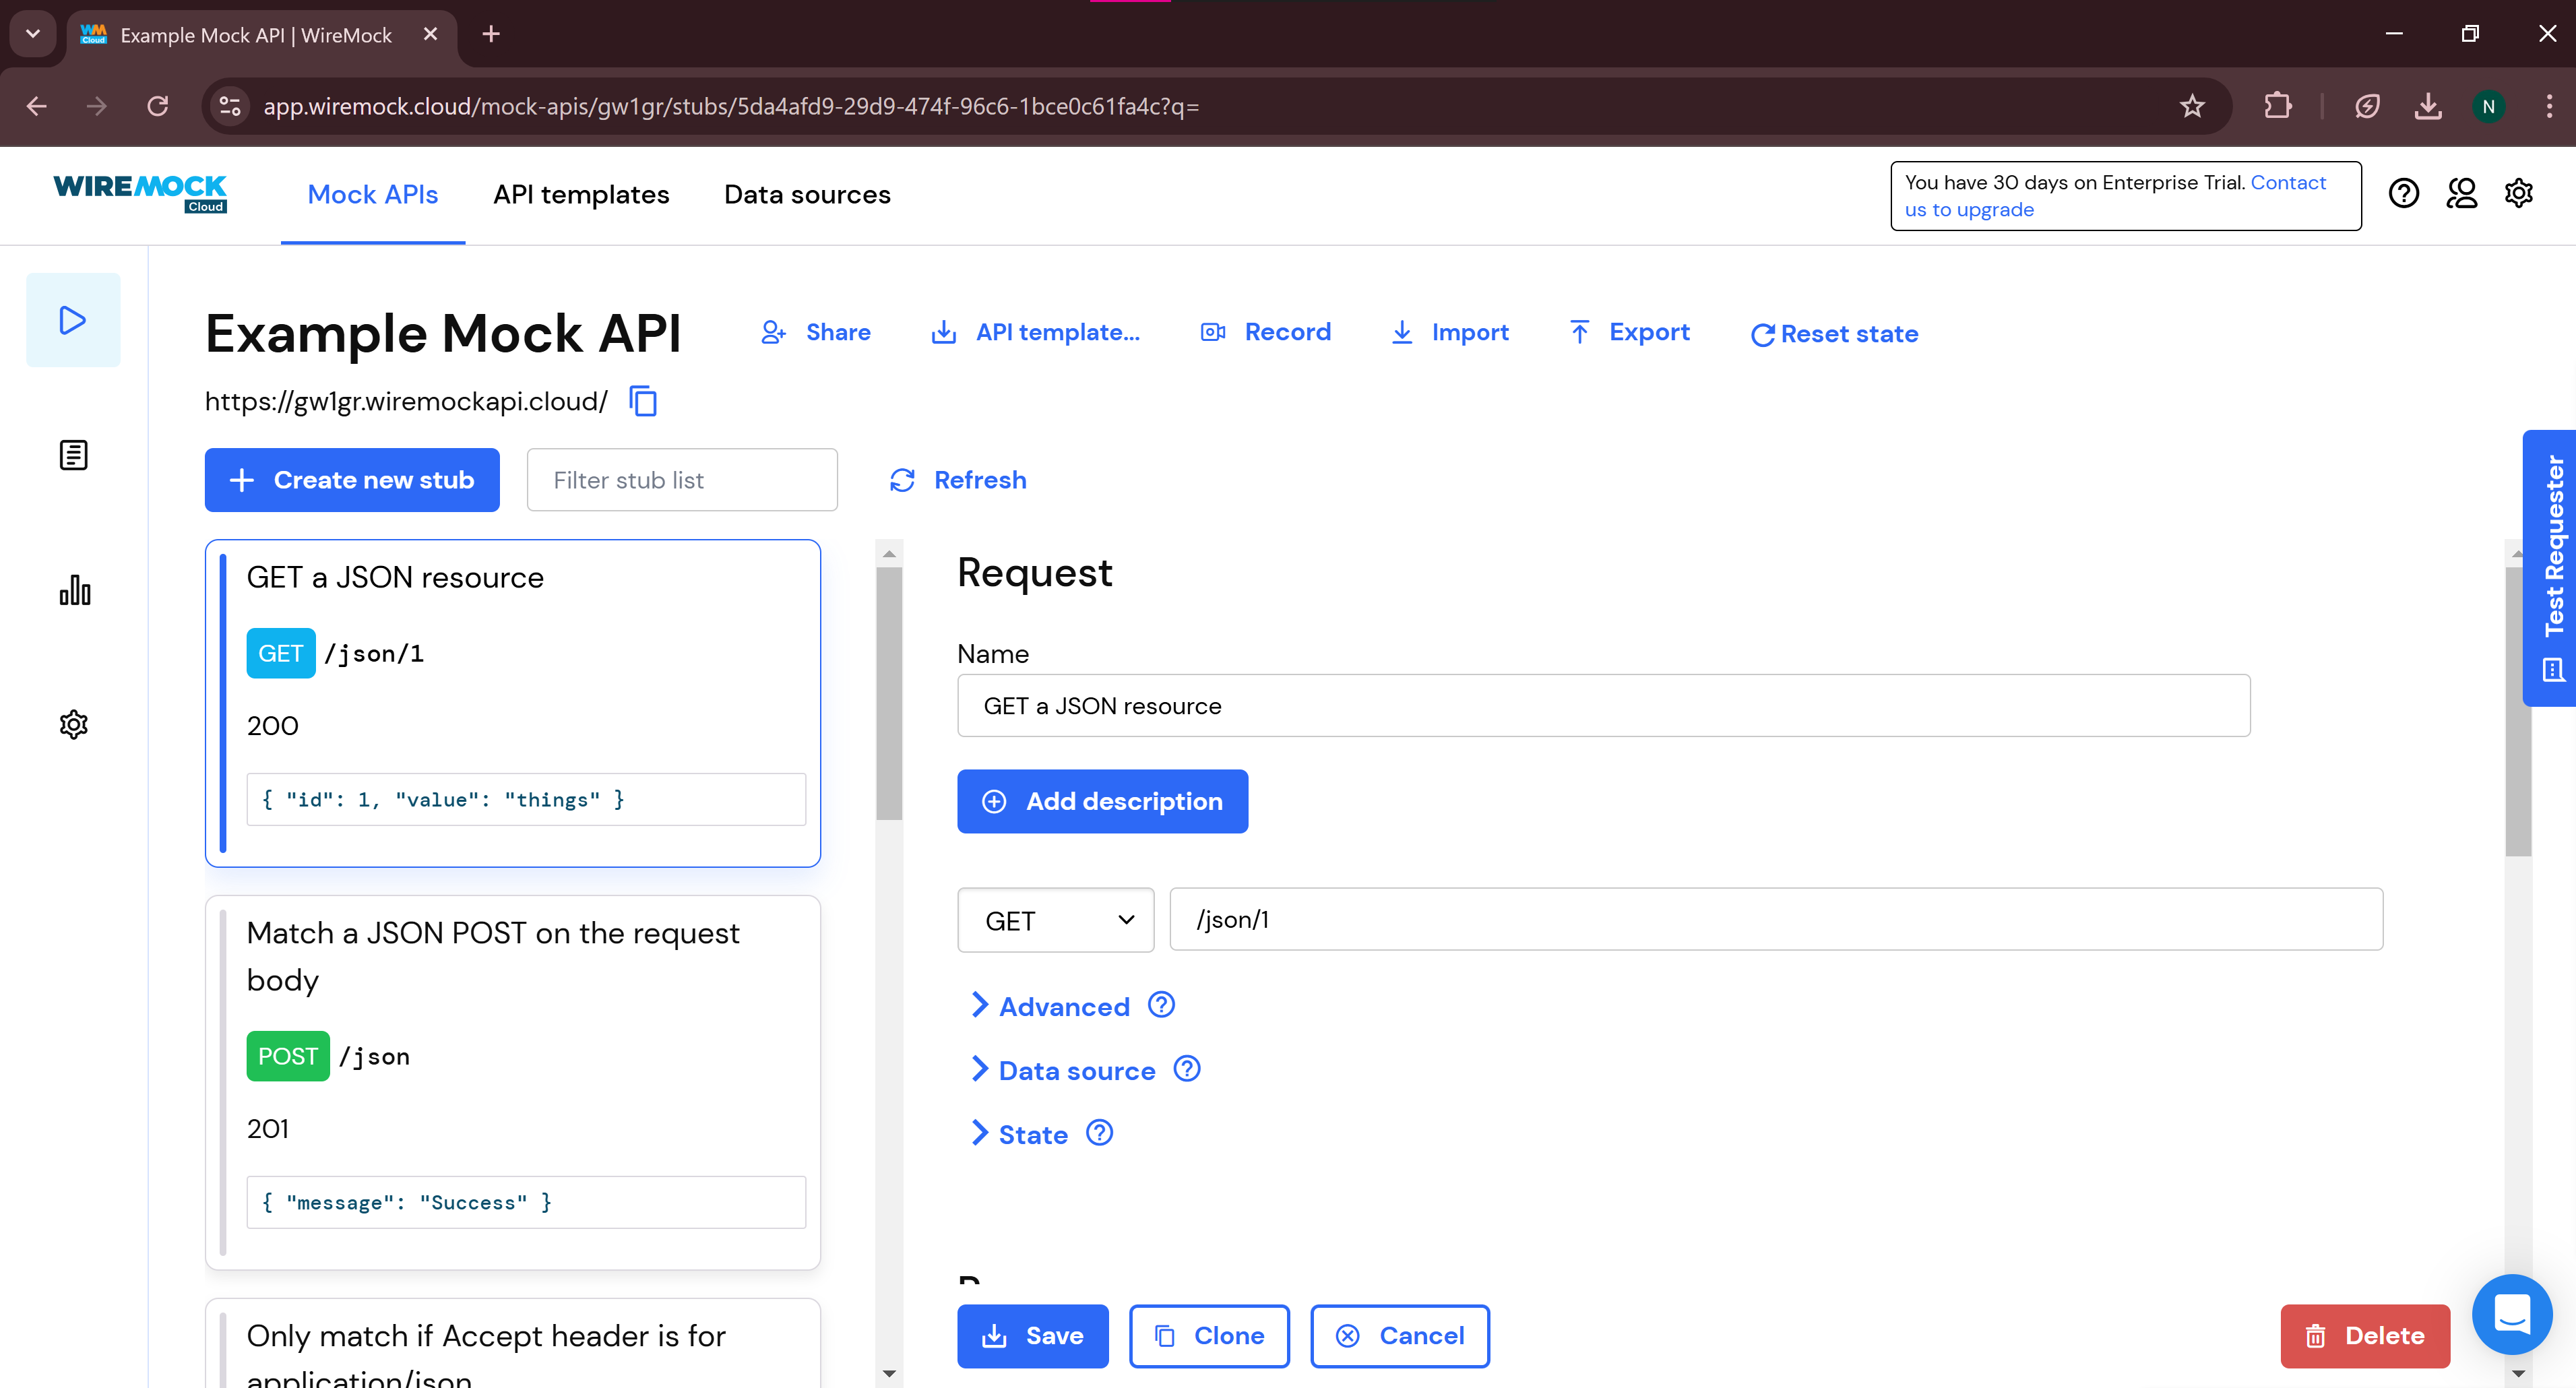 Example Mock API | WireMock
app.wiremock.cloud/mock-apis/gw1gr/stubs/5da4afd9-29d9-474f-96c6-1bce0c61fa4c?q=
N
WIREMOCK
Cloud
Mock APIs
API templates
Data sources
You have 30 days on Enterprise Trial. Contact
us to upgrade
Example Mock API
Share
API template...
Record
Import
Export
Reset state
https://gw1gr.wiremockapi.cloud/
Create new stub
Filter stub list
Refresh
Test Requester
GET a JSON resource
GET /json/1
200
{ "id": 1, "value": "things" }
Match a JSON POST on the request
body
POST /json
201
{ "message": "Success" }
Only match if Accept header is for
application/json
Request
Name
GET a JSON resource
Add description
GET
/json/1
Advanced
Data source
State
Save
Clone
Cancel
Delete